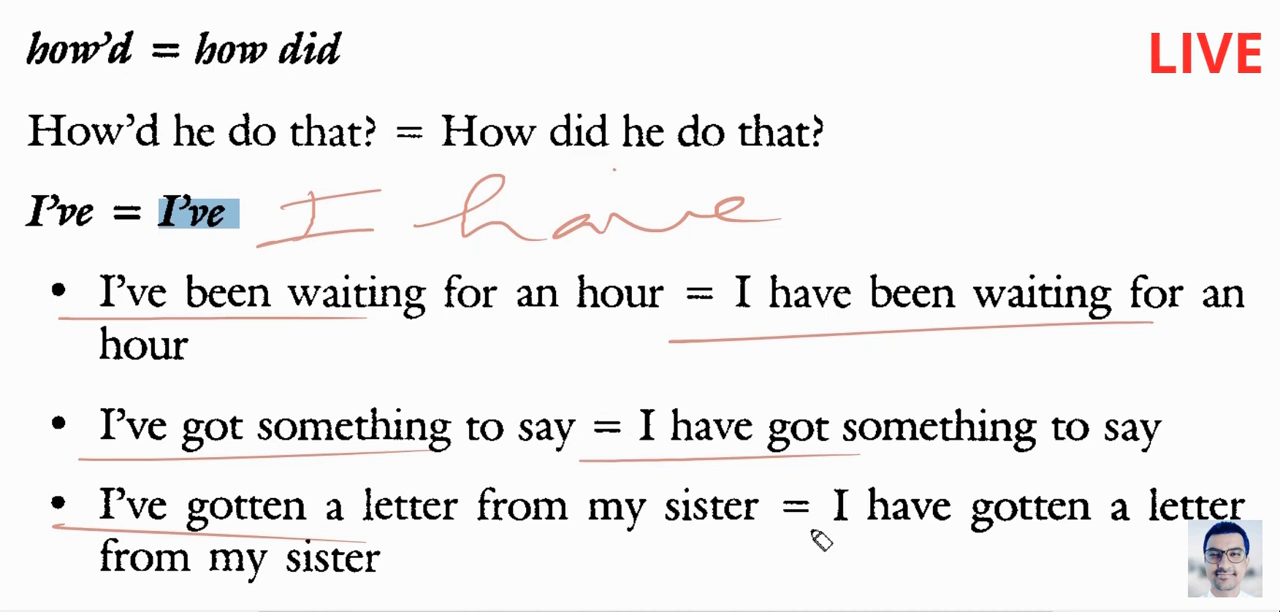 how’d = how did
LIVE
How’d he do that? = How did he do that?
I’ve = I’ve I have
• I’ve been waiting for an hour = I have been waiting for an
hour
• I’ve got something to say = I have got something to say
• I’ve gotten a letter from my sister = I have gotten a letter
from my sister